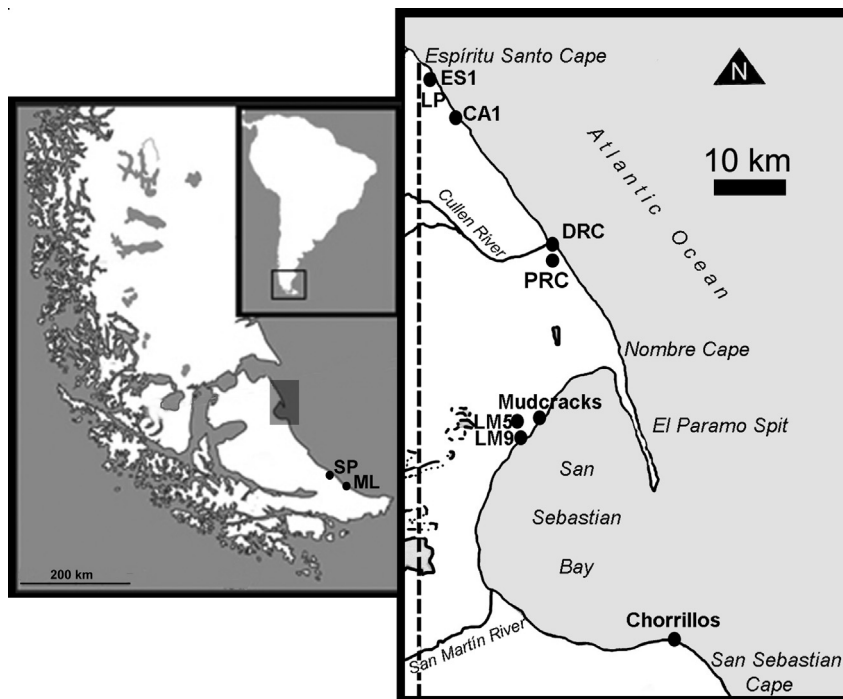 SP
ML
200 km
Espíritu Santo Cape
ES1
LP
CA1
N
10 km
Atlantic Ocean
Cullen River
DRC
PRC
Nombre Cape
Mudcracks
LM5
LM9
El Paramo Spit
San
Sebastian
Bay
Chorrillos
San Martín River
San Sebastian
Cape